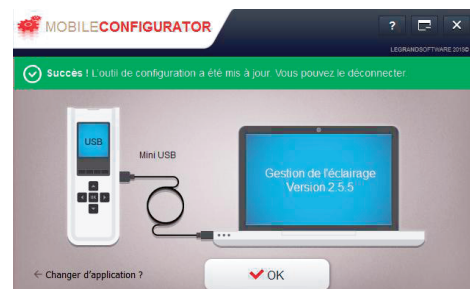 MOBILECONFIGURATOR
?
LEGRANDSOFTWARE 2019©
Succès ! L'outil de configuration a été mis à jour. Vous pouvez le déconnecter.
USB
Mini USB
Gestion de l'éclairage
Version 2.5.5
← Changer d'application ?
OK